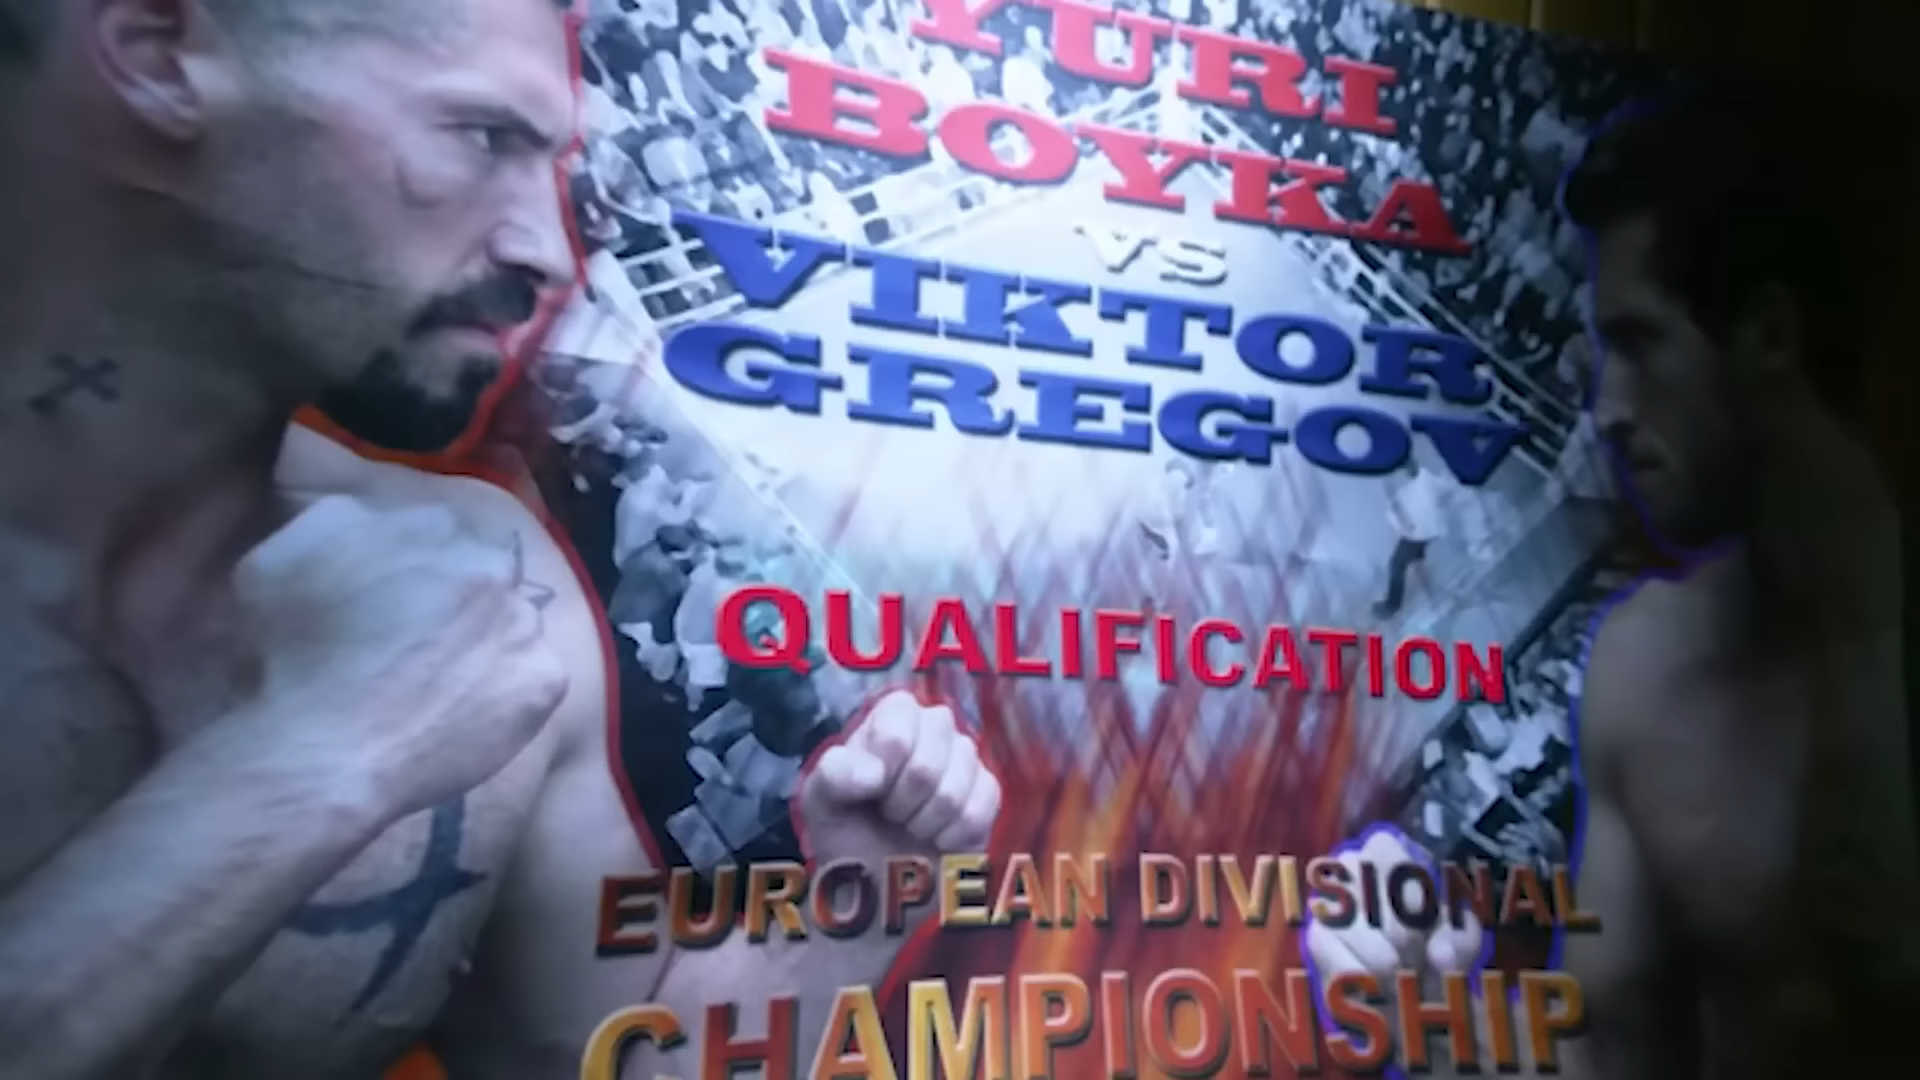 YURI
BOYKA
VS
VIKTOR
GREGOV
QUALIFICATION
EUROPEAN DIVISIONAL
CHAMPIONSHIP